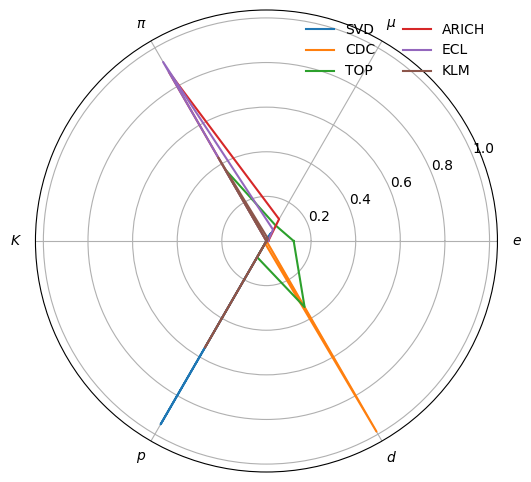 π
μ
SVD ARICH
CDC ECL
TOP KLM
1.0
0.8
0.6
0.4
0.2
K
e
p
d